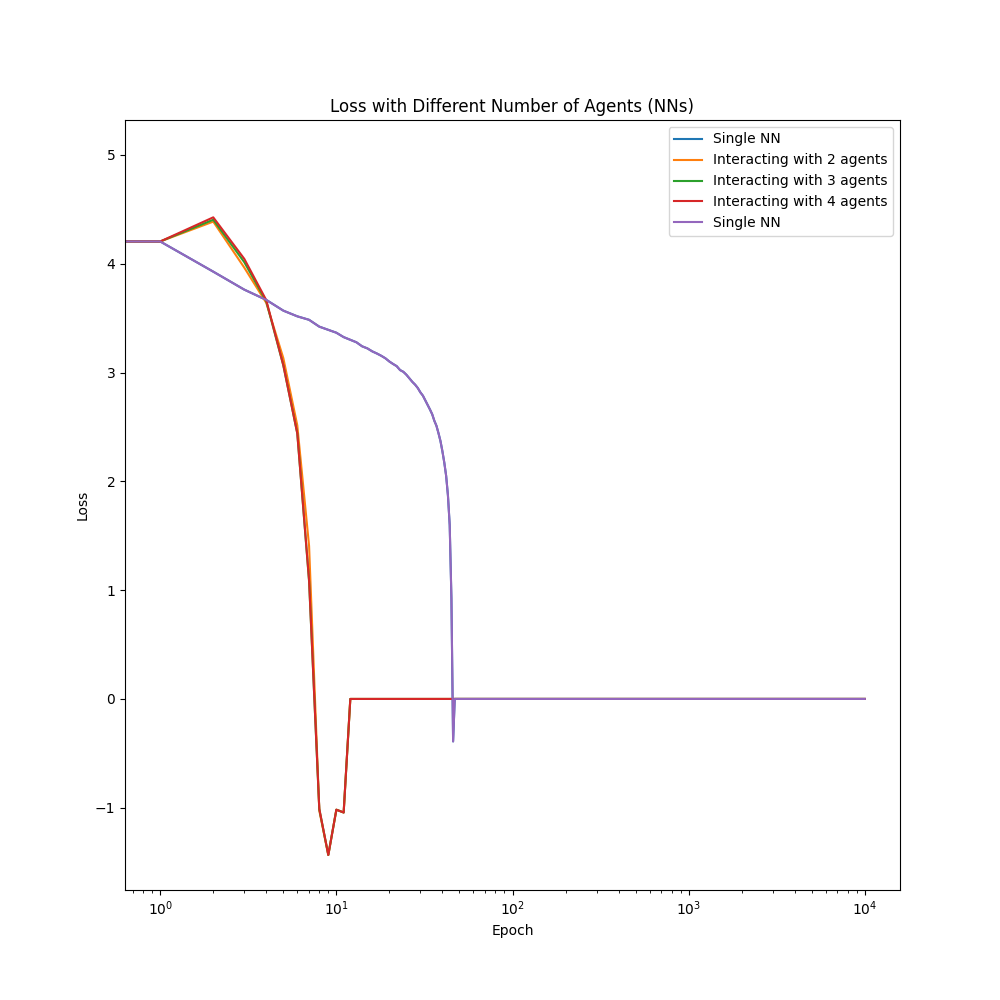 Loss with Different Number of Agents (NNs)
Single NN
Interacting with 2 agents
Interacting with 3 agents
Interacting with 4 agents
Single NN
5
4
3
2
1
0
−1
Loss
10⁰
10¹
10²
10³
10⁴
Epoch